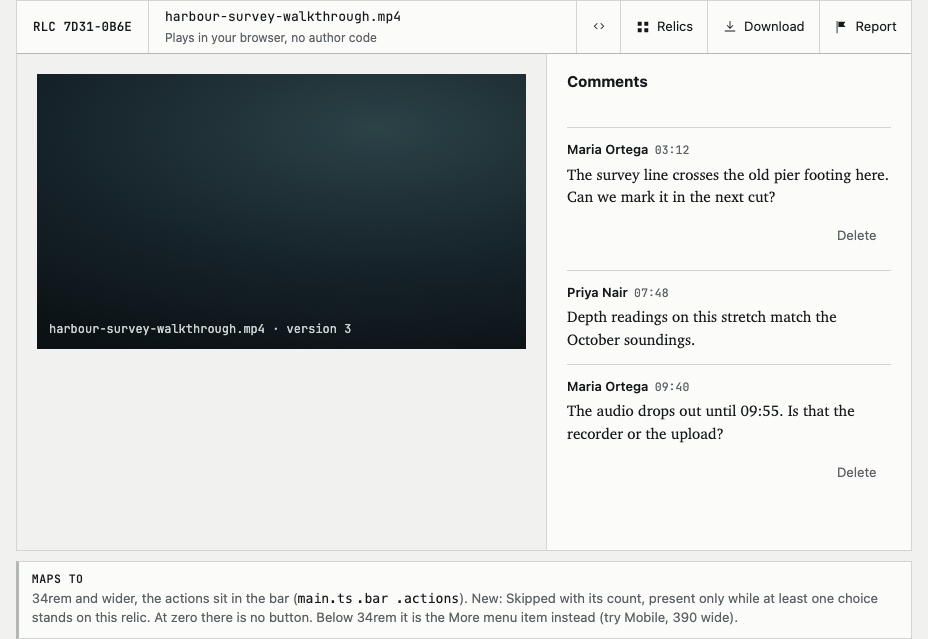 RLC 7D31-0B6E
harbour-survey-walkthrough.mp4
Plays in your browser, no author code
Relics
Download
Report
harbour-survey-walkthrough.mp4 · version 3
Comments
Maria Ortega 03:12
The survey line crosses the old pier footing here.
Can we mark it in the next cut?
Delete
Priya Nair 07:48
Depth readings on this stretch match the
October soundings.
Maria Ortega 09:40
The audio drops out until 09:55. Is that the
recorder or the upload?
Delete
MAPS TO
34rem and wider, the actions sit in the bar (main.ts .bar .actions). New: Skipped with its count, present only while at least one choice
stands on this relic. At zero there is no button. Below 34rem it is the More menu item instead (try Mobile, 390 wide).